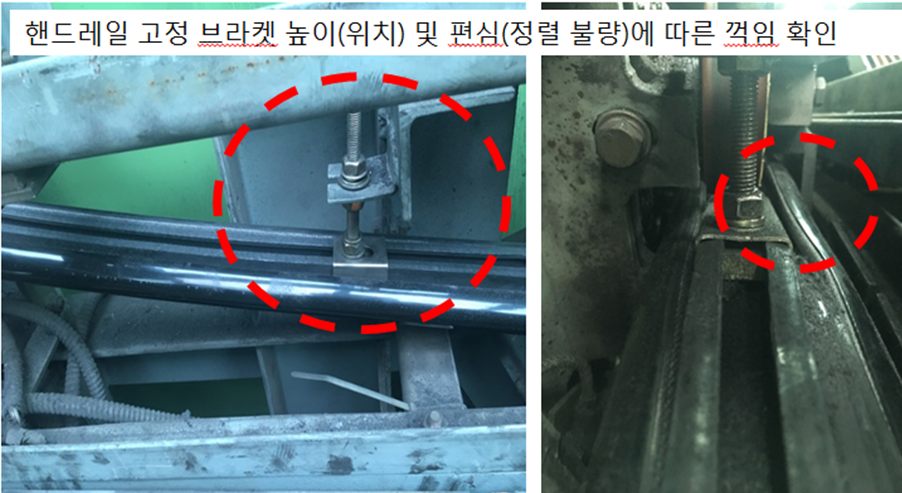 핸드레일 고정 브라켓 높이(위치) 및 편심(정렬 불량)에 따른 꺾임 확인